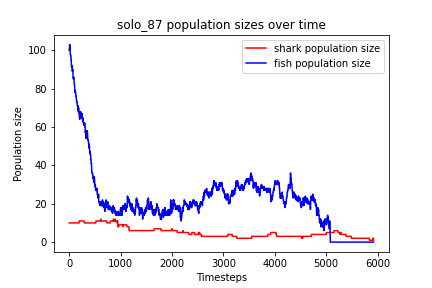 solo_87 population sizes over time
shark population size
fish population size
Population size
100
80
60
40
20
0
0 1000 2000 3000 4000 5000 6000
Timesteps